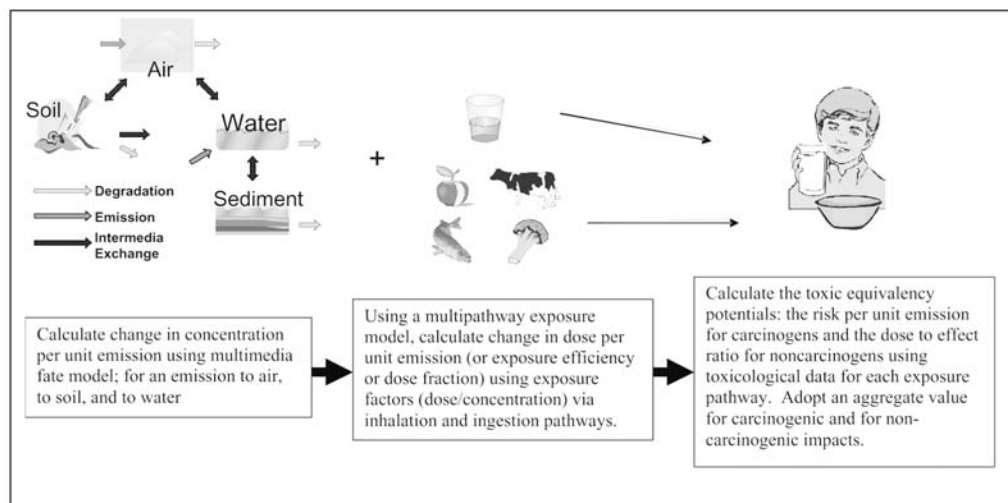 Air
Soil
Water
Sediment
Degradation
Emission
Intermedia
Exchange
+
Calculate change in concentration
per unit emission using multimedia
fate model; for an emission to air,
to soil, and to water
Using a multipathway exposure
model, calculate change in dose per
unit emission (or exposure efficiency
or dose fraction) using exposure
factors (dose/concentration) via
inhalation and ingestion pathways.
Calculate the toxic equivalency
potentials: the risk per unit emission
for carcinogens and the dose to effect
ratio for noncarcinogens using
toxicological data for each exposure
pathway.  Adopt an aggregate value
for carcinogenic and for non-
carcinogenic impacts.